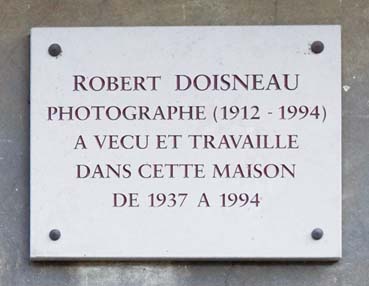 ROBERT DOISNEAU
PHOTOGRAPHE (1912 - 1994)
A VECU ET TRAVAILLE
DANS CETTE MAISON
DE 1937 A 1994